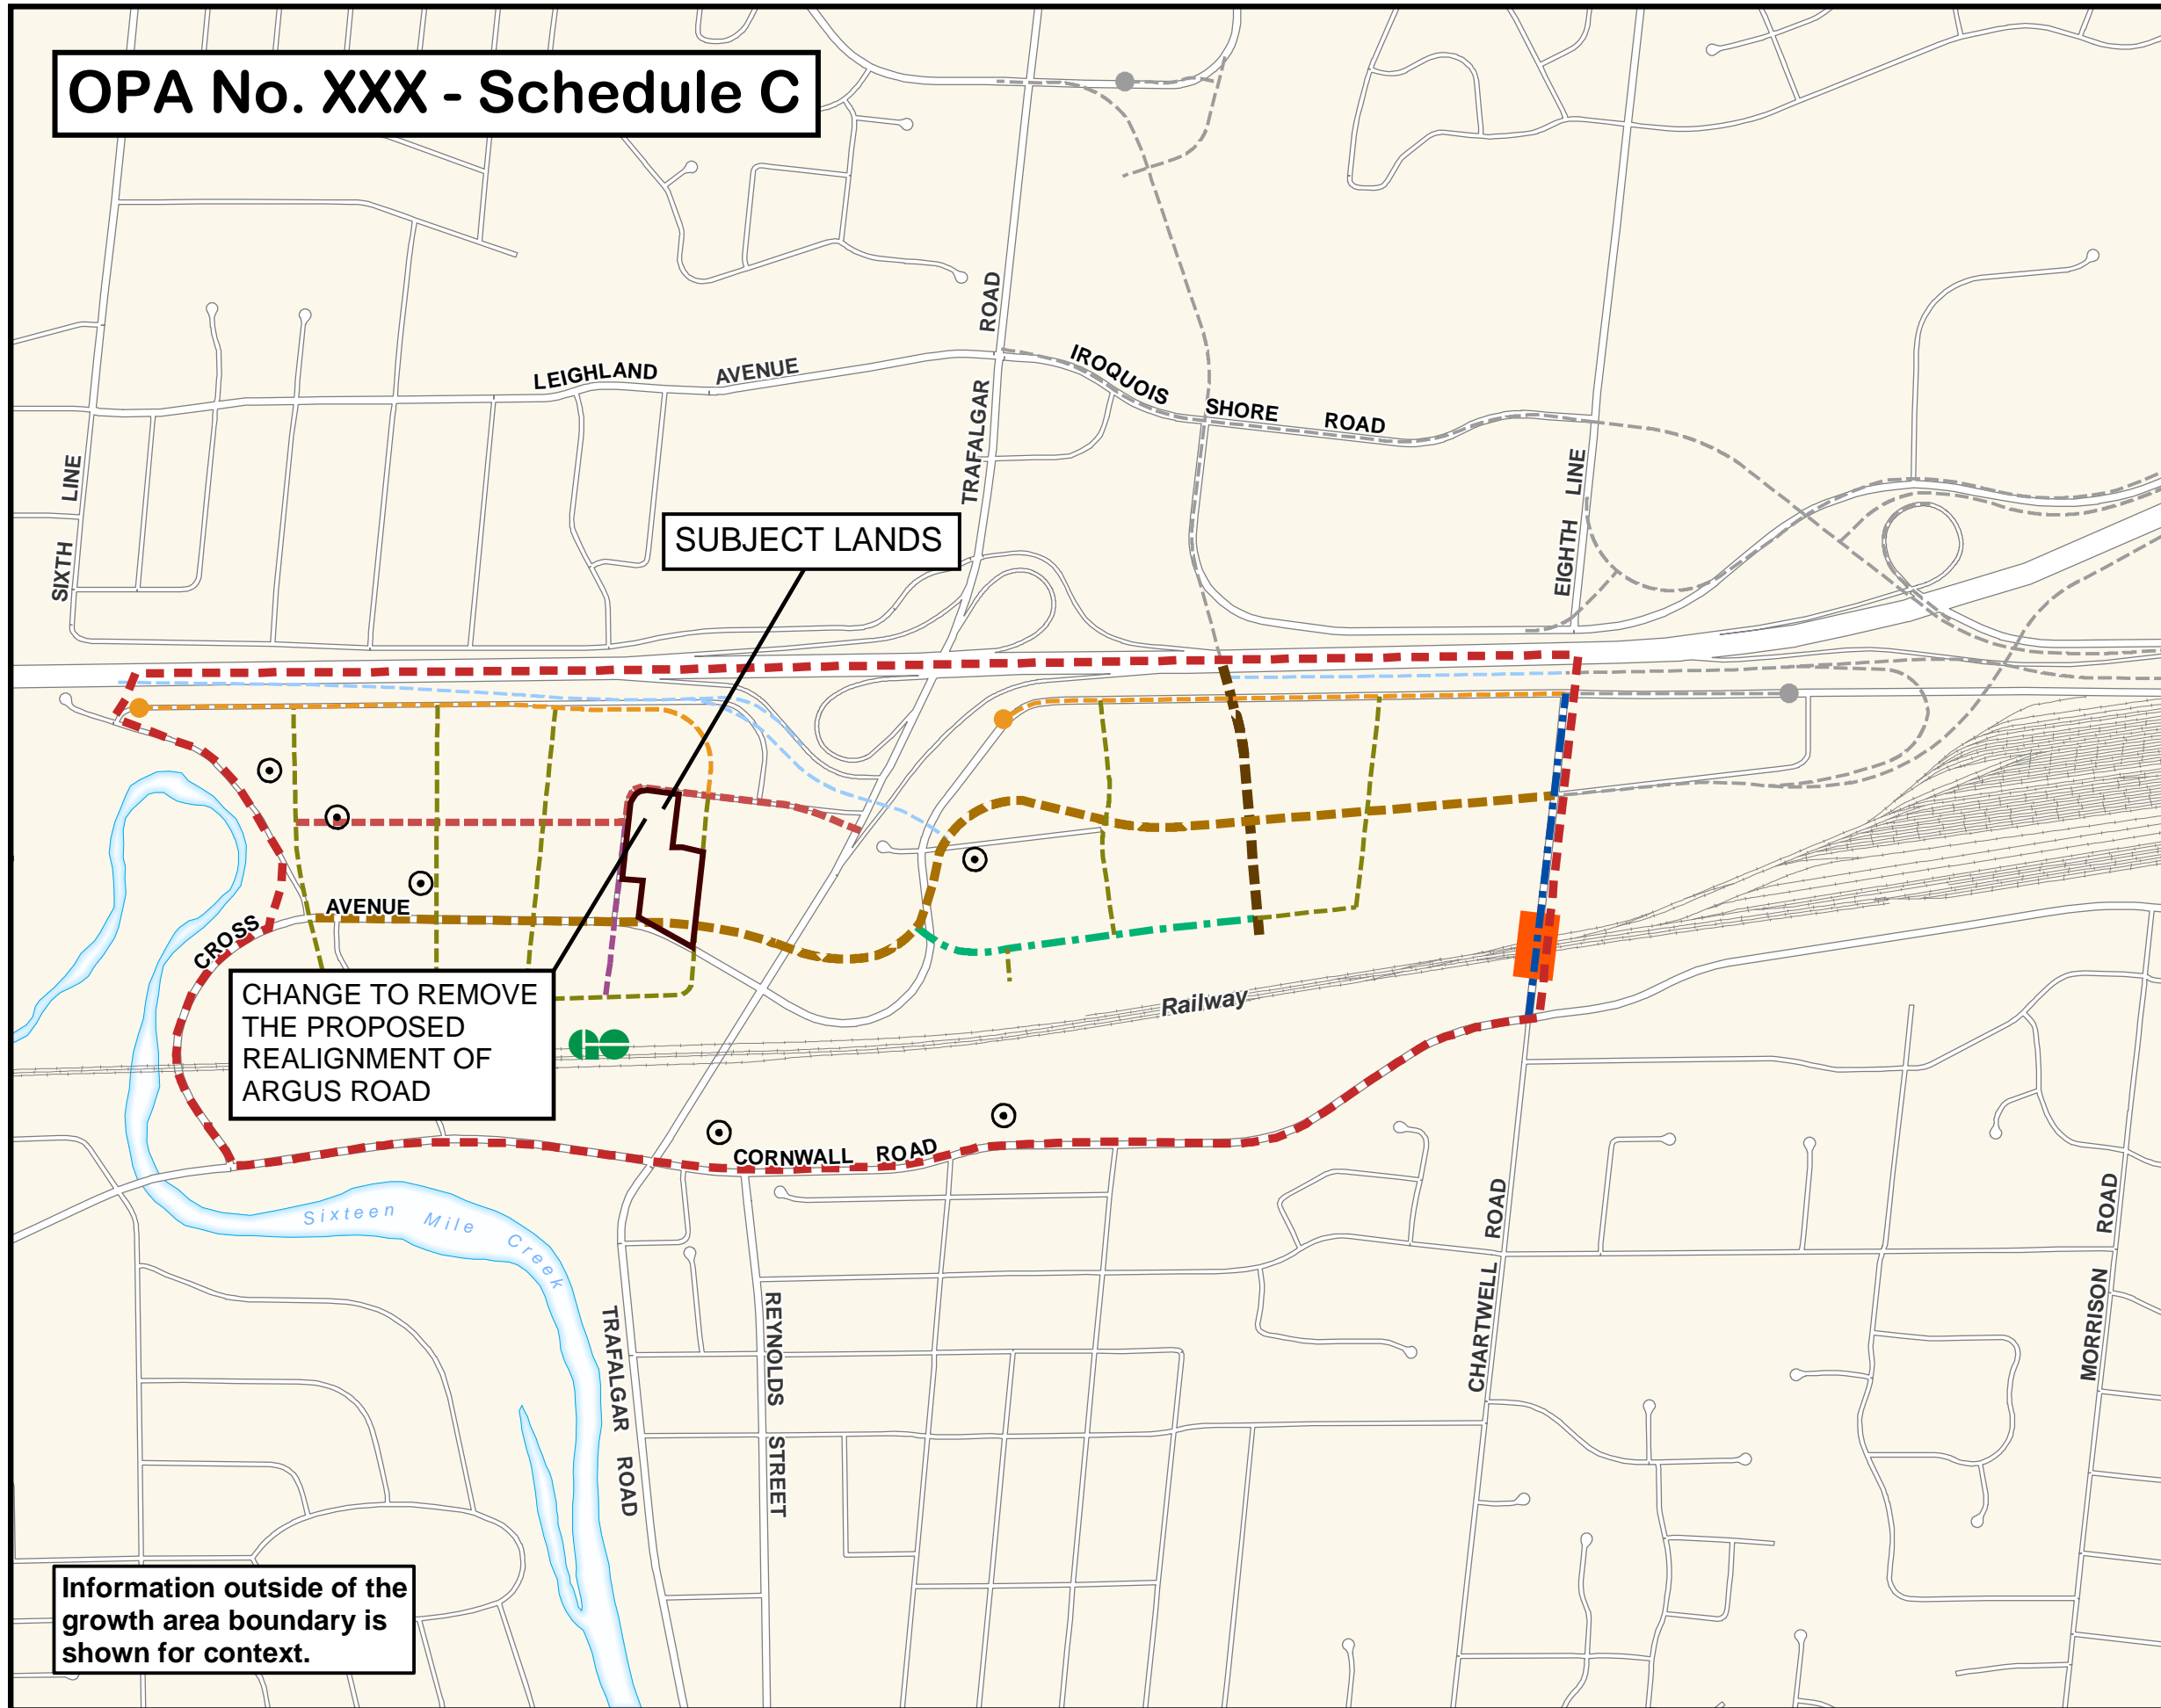 OPA No. XXX - Schedule C
ROAD
LEIGHLAND AVENUE
IROQUOIS SHORE ROAD
TRAFALGAR
SIXTH LINE
EIGHTH LINE
SUBJECT LANDS
CROSS AVENUE
CHANGE TO REMOVE
THE PROPOSED
REALIGNMENT OF
ARGUS ROAD
Railway
CORNWALL ROAD
Sixteen Mile Creek
CHARTWELL ROAD
MORRISON ROAD
TRAFALGAR ROAD
REYNOLDS STREET
Information outside of the
growth area boundary is
shown for context.